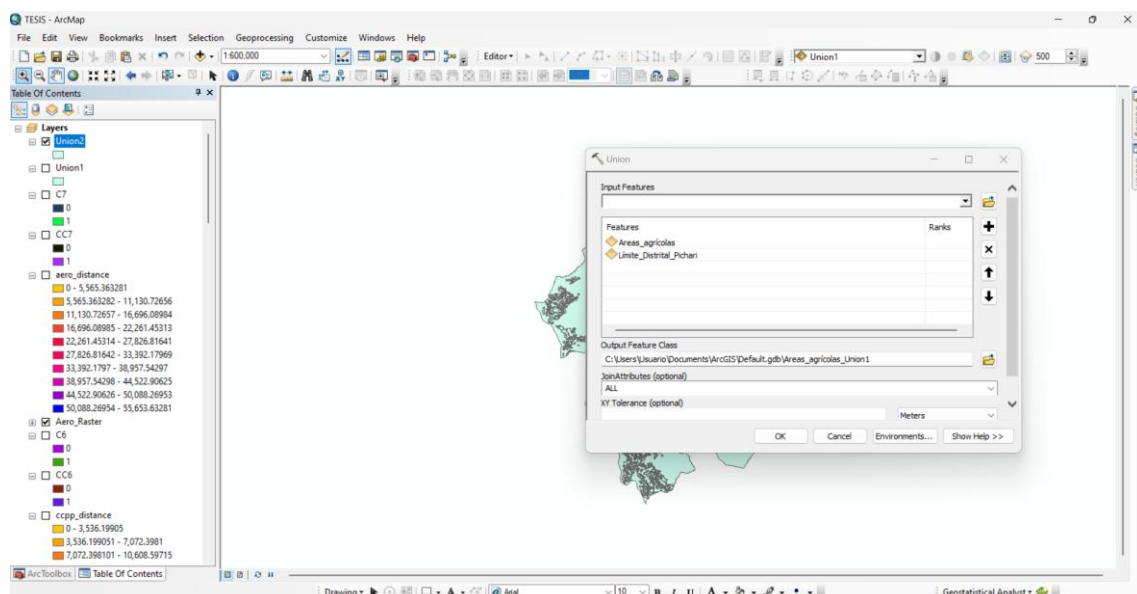 TESIS - ArcMap
File Edit View Bookmarks Insert Selection Geoprocessing Customize Windows Help
1:600,000
Editor
Union1
500
Table Of Contents
Layers
Union2
Union1
C7
0
1
CC7
0
1
aero_distance
0 - 5,565.363281
5,565.363282 - 11,130.72656
11,130.72657 - 16,696.08984
16,696.08985 - 22,261.45313
22,261.45314 - 27,826.81641
27,826.81642 - 33,392.17969
33,392.1797 - 38,957.54297
38,957.54298 - 44,522.90625
44,522.90626 - 50,088.26953
50,088.26954 - 55,653.63281
Aero_Raster
C6
0
1
CC6
0
1
ccpp_distance
0 - 3,536.19905
3,536.199051 - 7,072.3981
7,072.398101 - 10,608.59715
ArcToolbox Table Of Contents
Union
Input Features
Features Ranks
Areas_agrícolas
Límite_Distrital_Pichari
Output Feature Class
C:\Users\Usuario\Documents\ArcGIS\Default.gdb\Areas_agrícolas_Union1
JoinAttributes (optional)
ALL
XY Tolerance (optional)
Meters
OK Cancel Environments... Show Help >>
Drawing A Arial 10 B I U A
Geostatistical Analyst